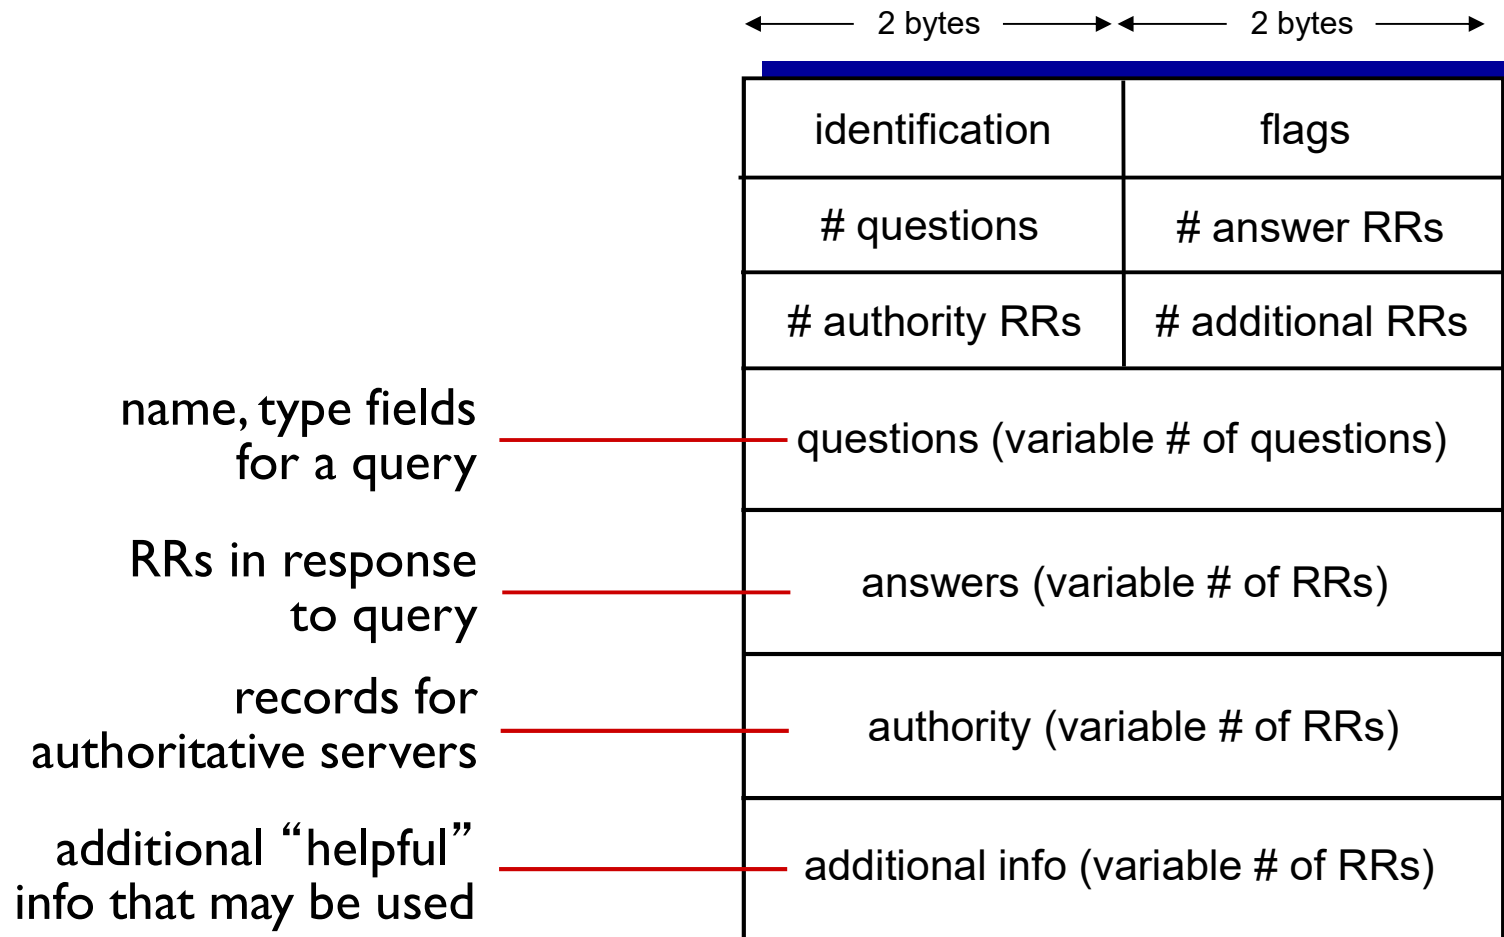 2 bytes 2 bytes
identification flags
# questions # answer RRs
# authority RRs # additional RRs
name, type fields
for a query
questions (variable # of questions)
RRs in response
to query
answers (variable # of RRs)
records for
authoritative servers
authority (variable # of RRs)
additional “helpful”
info that may be used
additional info (variable # of RRs)